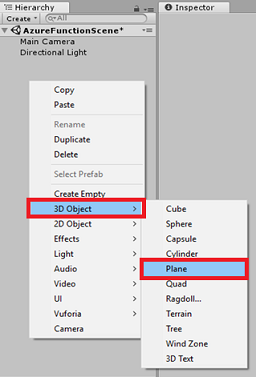 Hierarchy
Inspector
Create
All
AzureFunctionScene*
Main Camera
Directional Light
Copy
Paste
Rename
Duplicate
Delete
Select Prefab
Create Empty
3D Object
2D Object
Effects
Light
Audio
Video
UI
Vuforia
Camera
Cube
Sphere
Capsule
Cylinder
Plane
Quad
Ragdoll...
Terrain
Tree
Wind Zone
3D Text